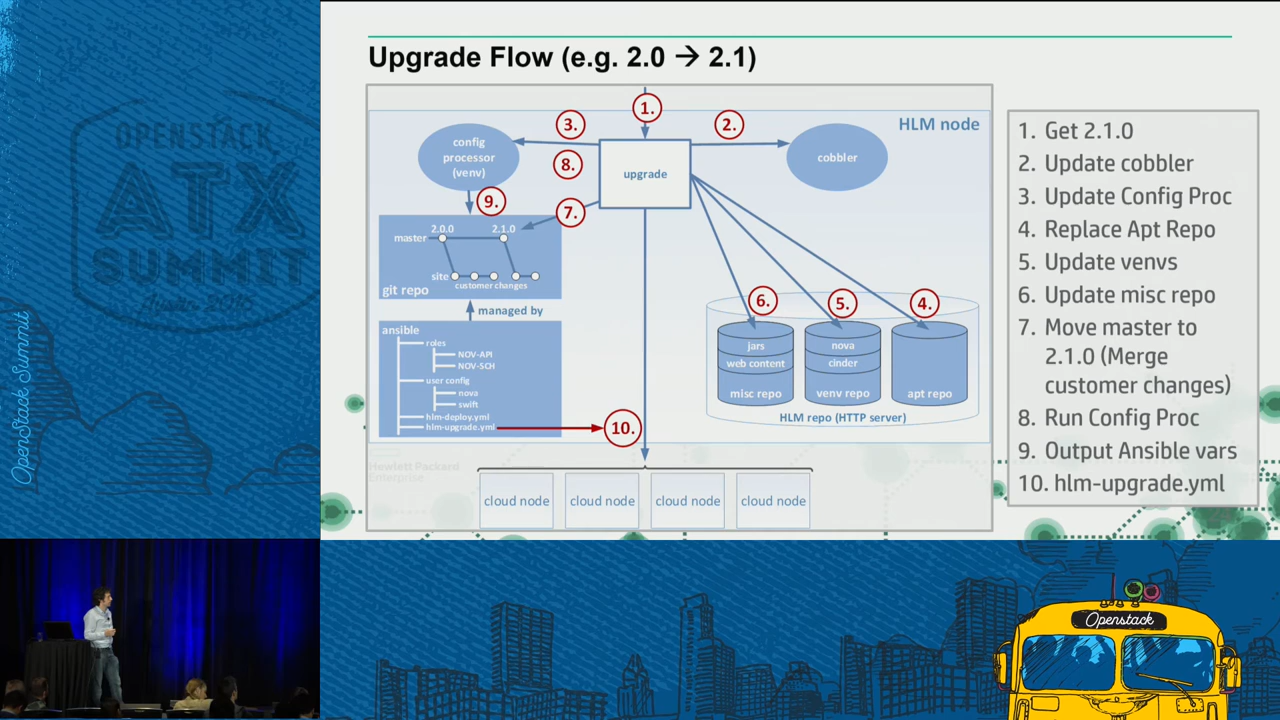 OPENSTACK
ATX
SUMMIT
Austin
OpenStack Summit
Upgrade Flow (e.g. 2.0 → 2.1)
1.
HLM node
3.
2.
config
processor
(venv)
upgrade
cobbler
8.
9.
7.
2.0.0
2.1.0
master
site
customer changes
git repo
managed by
ansible
roles
NOV-API
NOV-SCH
user config
nova
swift
hlm-deploy.yml
hlm-upgrade.yml
10.
6.
5.
4.
jars
web content
misc repo
nova
cinder
venv repo
apt repo
HLM repo (HTTP server)
Hewlett Packard
Enterprise
cloud node
cloud node
cloud node
cloud node
1. Get 2.1.0
2. Update cobbler
3. Update Config Proc
4. Replace Apt Repo
5. Update venvs
6. Update misc repo
7. Move master to
2.1.0 (Merge
customer changes)
8. Run Config Proc
9. Output Ansible vars
10. hlm-upgrade.yml
Openstack